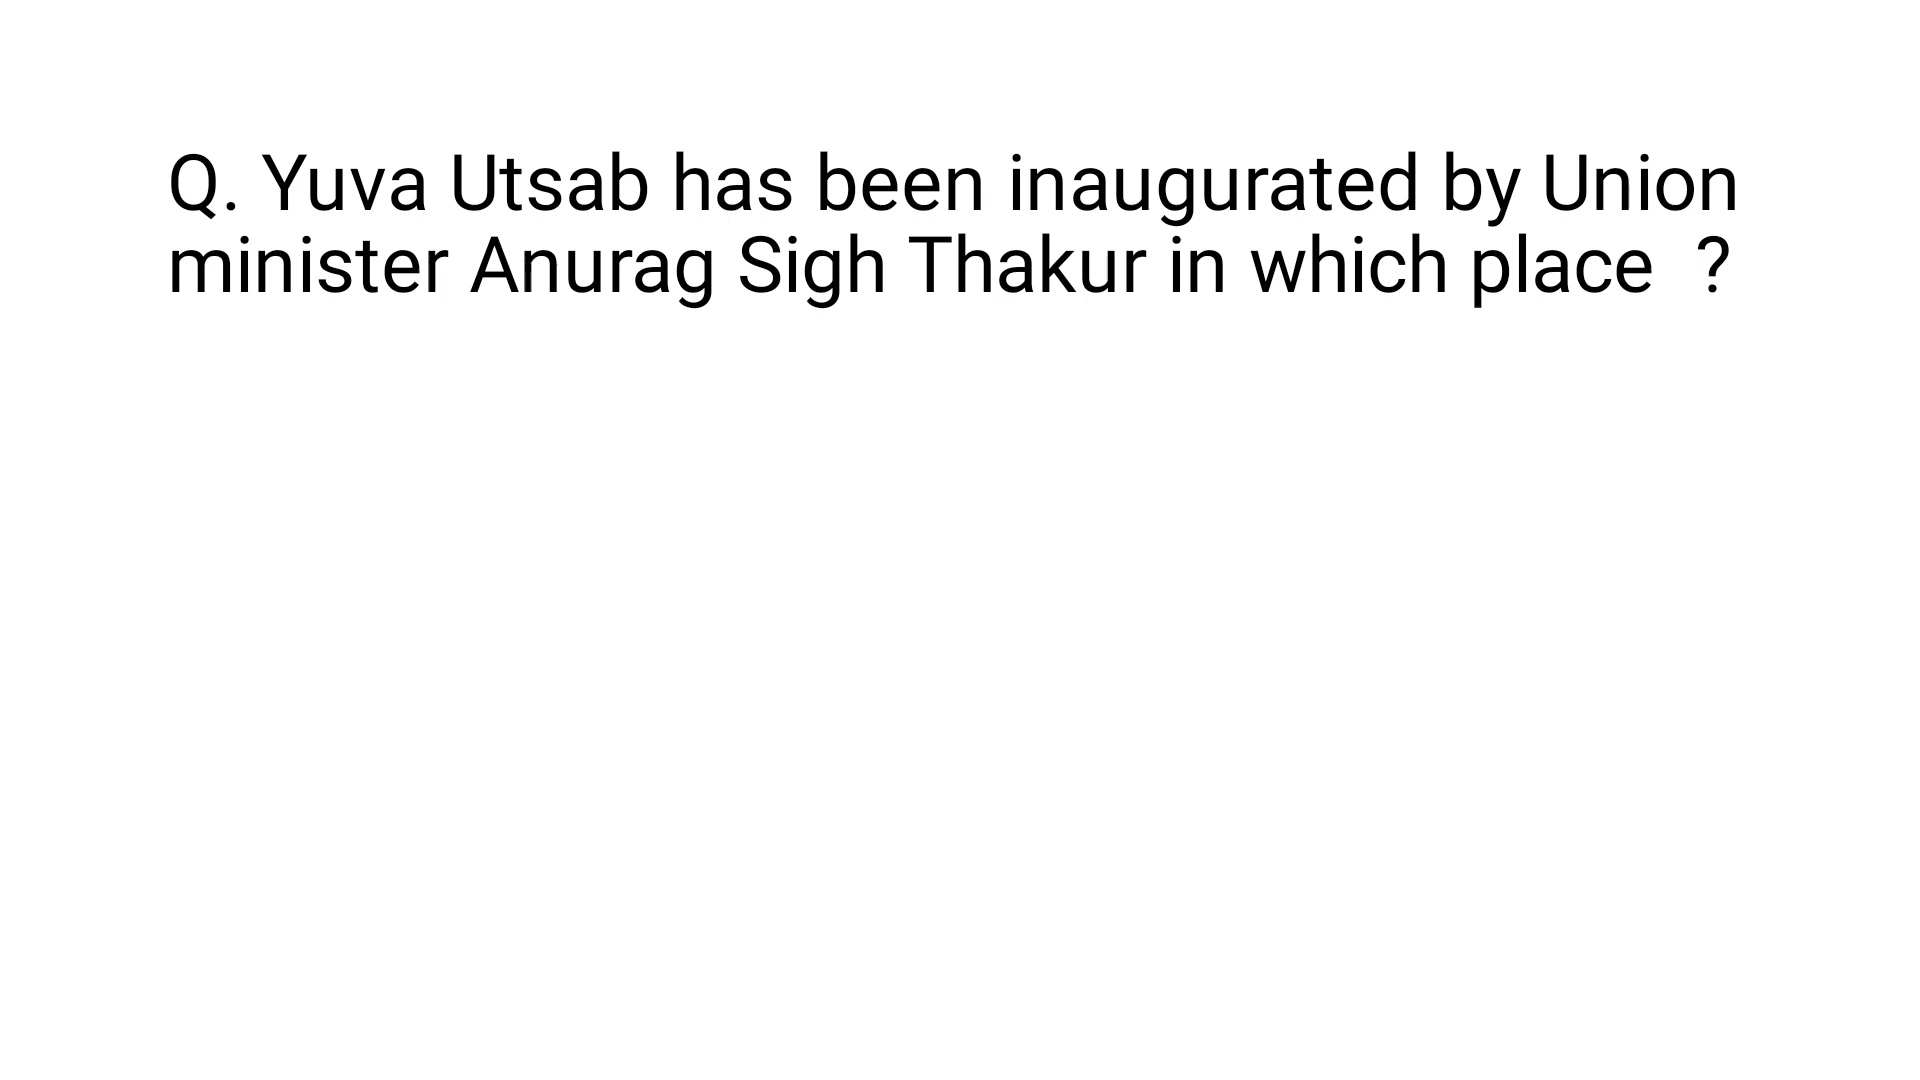 Q. Yuva Utsab has been inaugurated by Union
minister Anurag Sigh Thakur in which place  ?